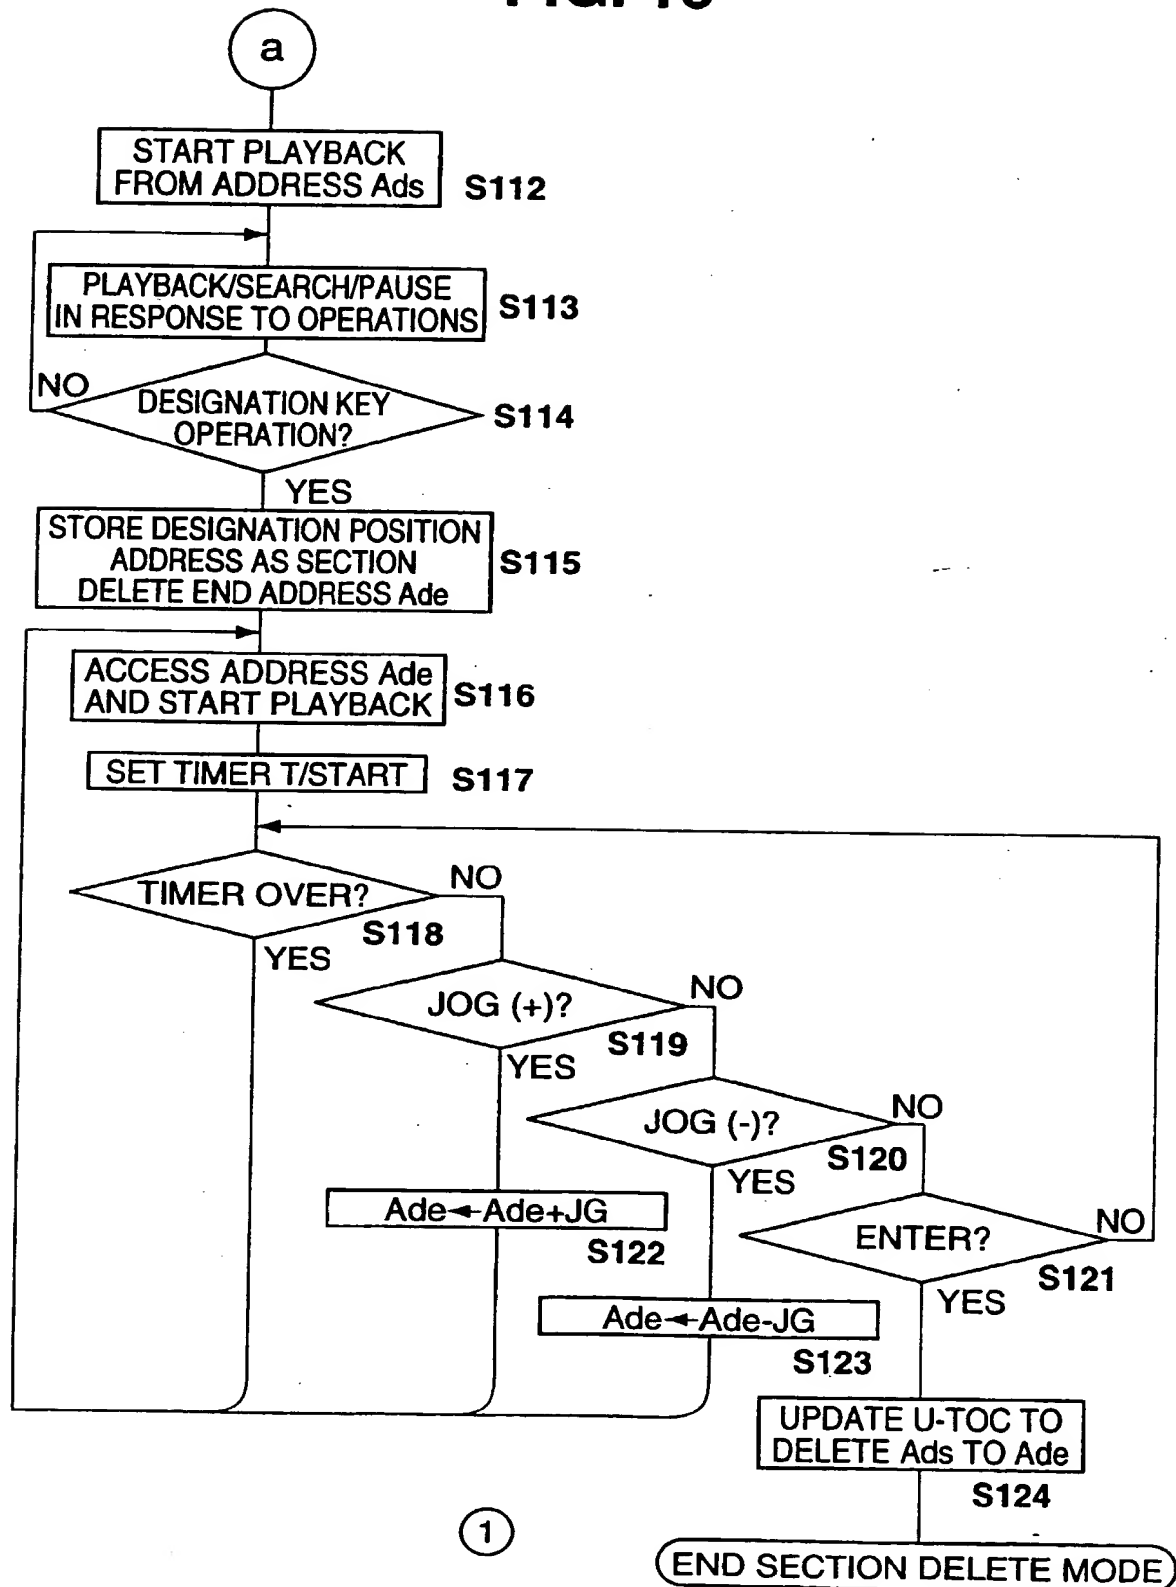 a
START PLAYBACK
FROM ADDRESS Ads
S112
PLAYBACK/SEARCH/PAUSE
IN RESPONSE TO OPERATIONS
S113
NO
DESIGNATION KEY
OPERATION?
S114
YES
STORE DESIGNATION POSITION
ADDRESS AS SECTION
DELETE END ADDRESS Ade
S115
ACCESS ADDRESS Ade
AND START PLAYBACK
S116
SET TIMER T/START
S117
TIMER OVER?
NO
S118
YES
JOG (+)?
NO
S119
YES
JOG (-)?
NO
S120
YES
Ade←Ade+JG
S122
ENTER?
NO
S121
YES
Ade←Ade-JG
S123
UPDATE U-TOC TO
DELETE Ads TO Ade
S124
1
END SECTION DELETE MODE